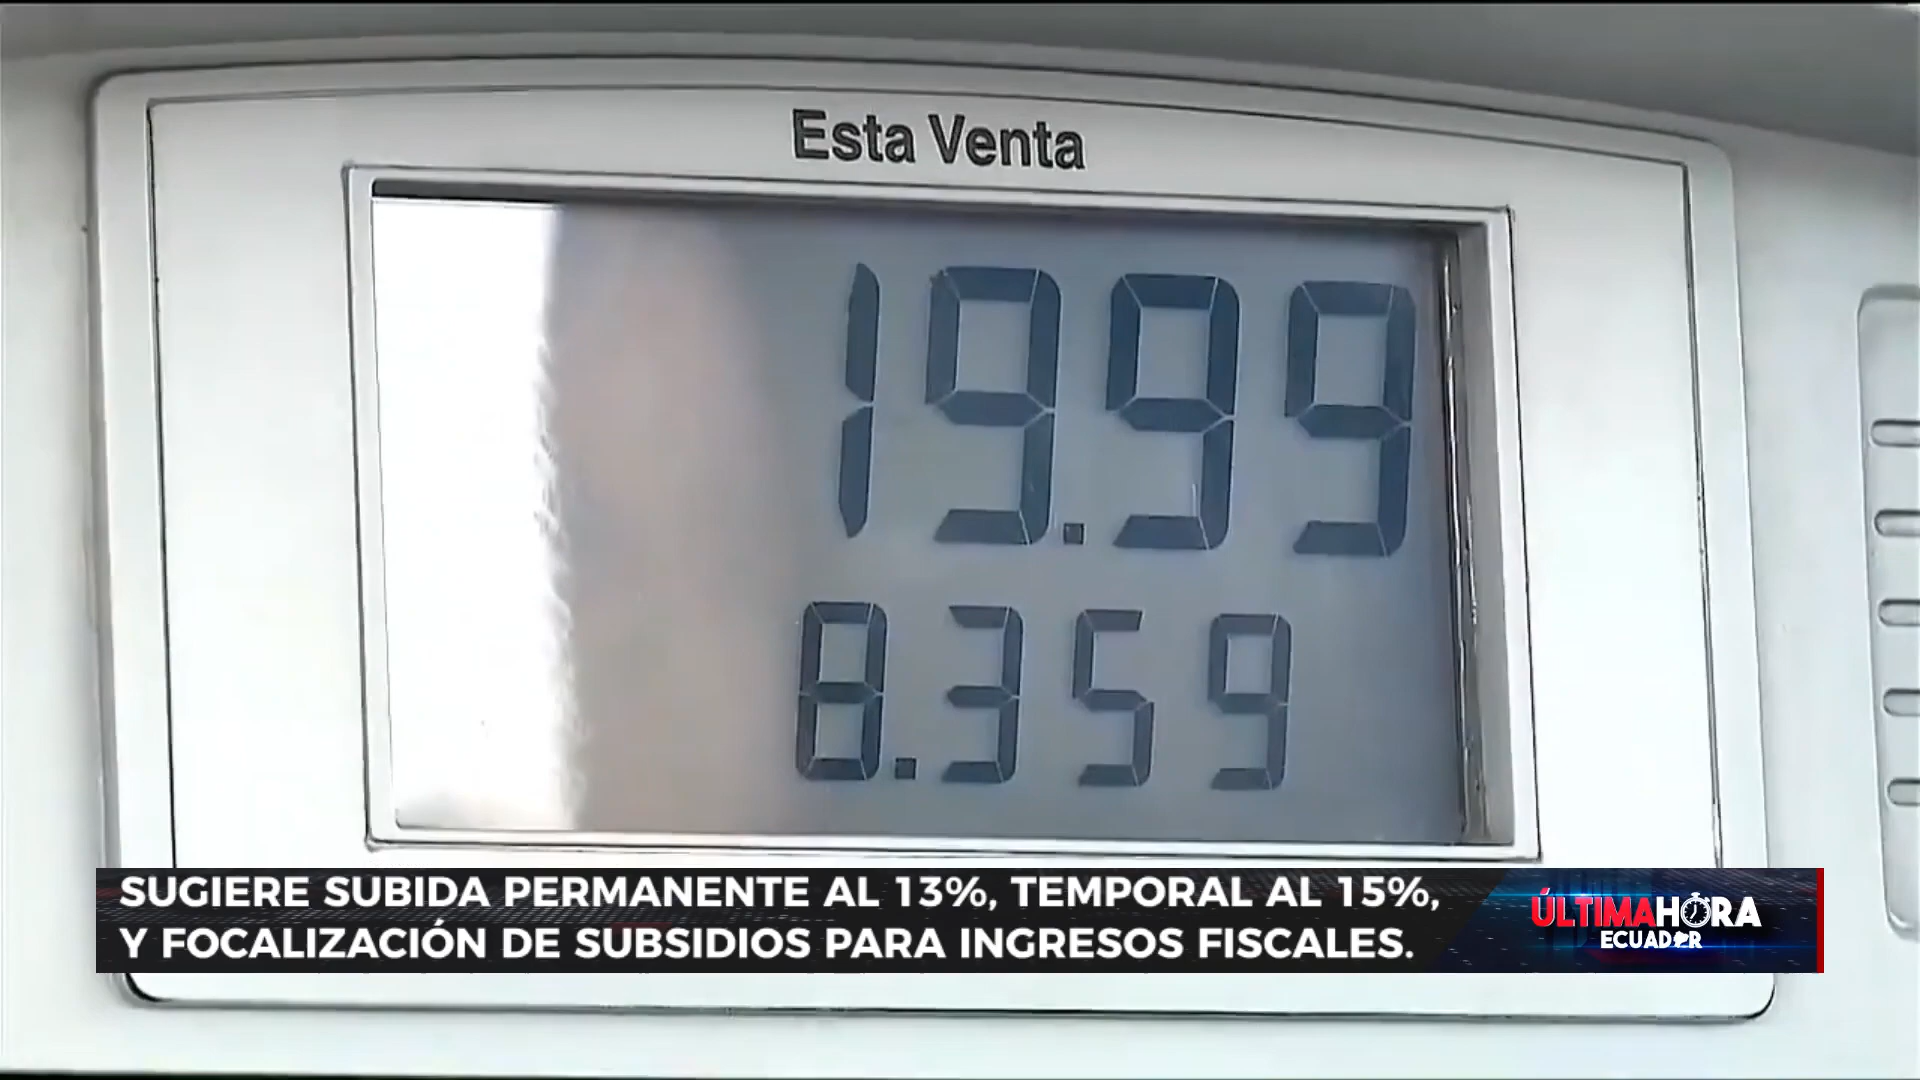 Esta Venta
19.99
8.359
SUGIERE SUBIDA PERMANENTE AL 13%, TEMPORAL AL 15%,
Y FOCALIZACIÓN DE SUBSIDIOS PARA INGRESOS FISCALES.
ÚLTIMAHORA
ECUADOR